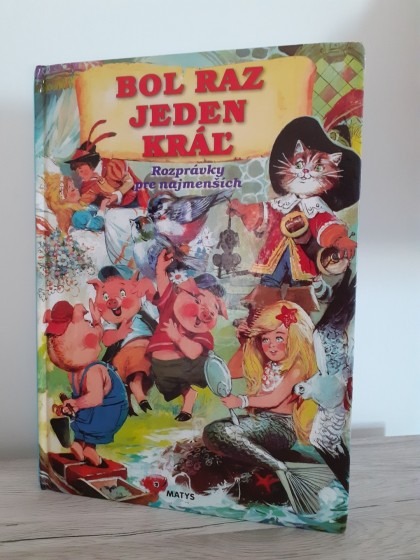 BOL RAZ
JEDEN
KRÁĽ
Rozprávky
pre najmenších
MATYS